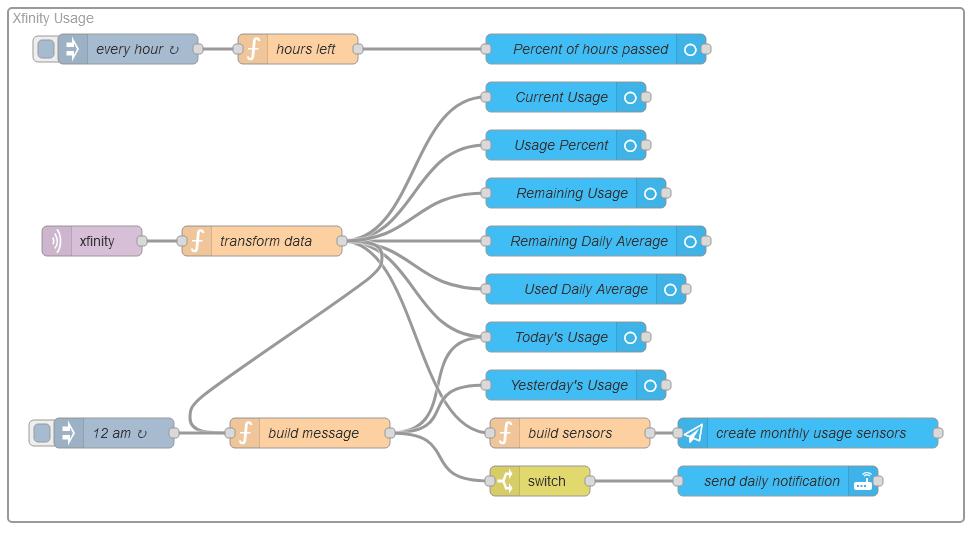 Xfinity Usage
every hour ↻
hours left
Percent of hours passed
Current Usage
Usage Percent
Remaining Usage
xfinity
transform data
Remaining Daily Average
Used Daily Average
Today's Usage
Yesterday's Usage
12 am ↻
build message
build sensors
create monthly usage sensors
switch
send daily notification